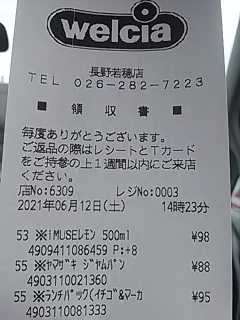 welcia
長野若穂店
TEL 026-282-7223
■ 領 収 書 ■
毎度ありがとうございます。
ご返品の際はレシートとTカード
をご持参の上1週間以内にご来店
ください。
店No:6309 レジNo:0003
2021年06月12日(土) 14時23分
53 ※iMUSEレモン 500ml ¥98
4909411086459 P:+8
55 ※ヤマザキ ジヤムパン ¥88
4903110021360
55 ※ランチパック(イチゴ&マーカ ¥95
4903110081333